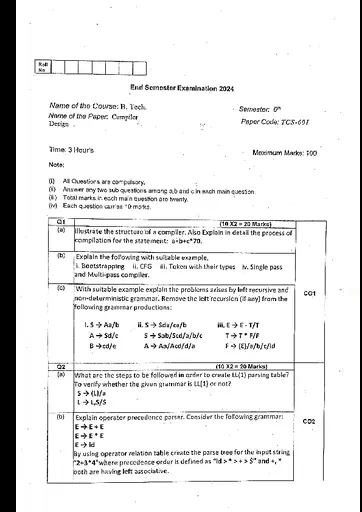 Roll No
End Semester Examination 2024
Name of the Course: B. Tech.
Semester: 6th
Name of the Paper: Compiler Design
Paper Code: TCS-601
Time: 3 Hour's
Maximum Marks: 100
Note:
(i) All Questions are compulsory.
(ii) Answer any two sub questions among a,b and c in each main question.
(iii) Total marks in each main question are twenty.
(iv) Each question carries 10 marks.
Q1
(10 X2 = 20 Marks)
(a) Illustrate the structure of a compiler. Also Explain in detail the process of
compilation for the statement: a=b+c*70.
(b) Explain the following with suitable example,
i. Bootstrapping ii. CFG iii. Token with their types iv. Single pass
and Multi-pass compiler.
(c) With suitable example explain the problems arises by left recursive and
non-deterministic grammar. Remove the left recursion (if any) from the
following grammar productions:
CO1
i. S → Aa/b ii. S → Sda/ca/b iii. E → E - T/T
A → Sd/c S → Sab/Scd/a/b/c T → T * F/F
B → cd/e A → Aa/Acd/d/a F → (E)/a/b/c/id
Q2
(10 X2 = 20 Marks)
(a) What are the steps to be followed in order to create LL(1) parsing table?
To verify whether the given grammar is LL(1) or not?
S → (L)/a
L → L,S/S
(b) Explain operator precedence parser. Consider the following grammar:
CO2
E → E + E
E → E * E
E → id
By using operator relation table create the parse tree for the input string
"2+3*4" where precedence order is defined as "id > * > + > $" and +, *
both are having left associative.